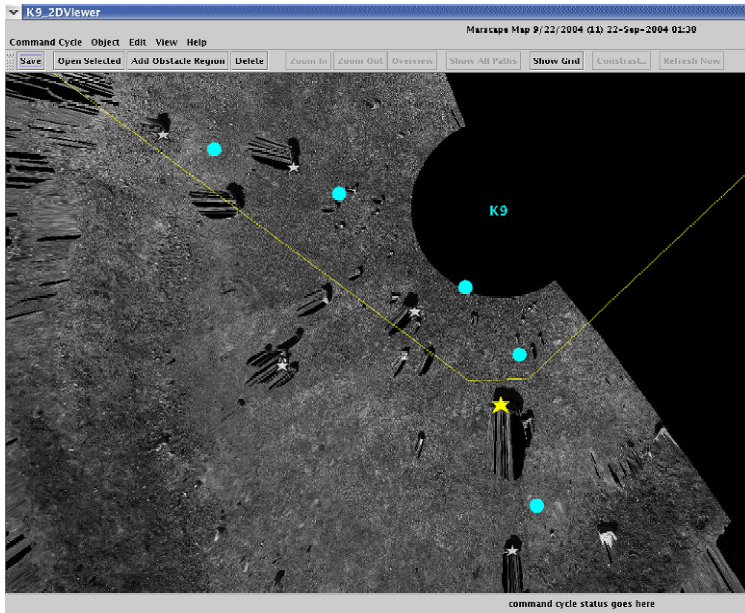 K9_2DViewer
Marscape Map 9/22/2004 (11) 22-Sep-2004 01:30
Command Cycle Object Edit View Help
Save Open Selected Add Obstacle Region Delete Zoom In Zoom Out Overview Show All Paths Show Grid Constrast... Refresh Now
K9
command cycle status goes here